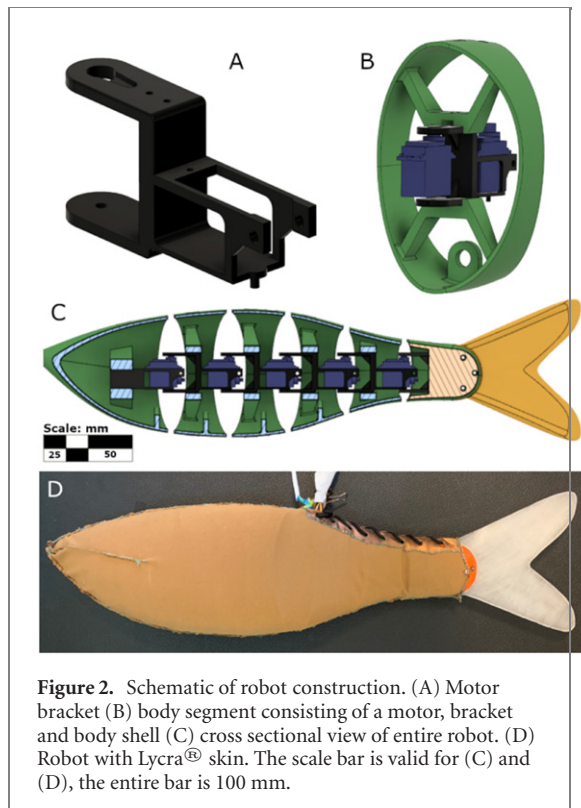 A
B
C
Scale: mm
25 50
D
Figure 2. Schematic of robot construction. (A) Motor
bracket (B) body segment consisting of a motor, bracket
and body shell (C) cross sectional view of entire robot. (D)
Robot with Lycra® skin. The scale bar is valid for (C) and
(D), the entire bar is 100 mm.